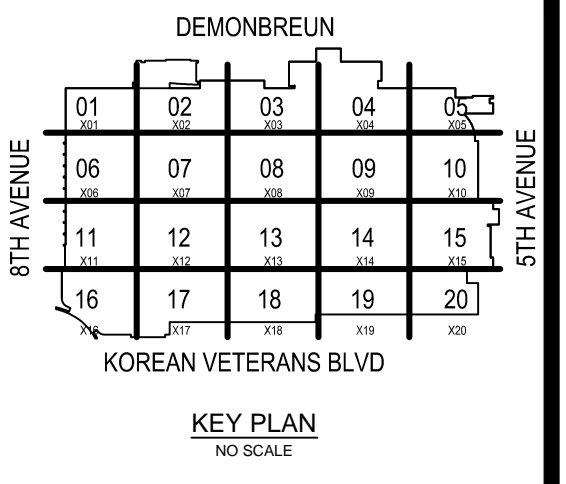 DEMONBREUN
01 02 03 04 05
X01 X02 X03 X04 X05
06 07 08 09 10
X06 X07 X08 X09 X10
8TH AVENUE
5TH AVENUE
11 12 13 14 15
X11 X12 X13 X14 X15
16 17 18 19 20
X16 X17 X18 X19 X20
KOREAN VETERANS BLVD
KEY PLAN
NO SCALE